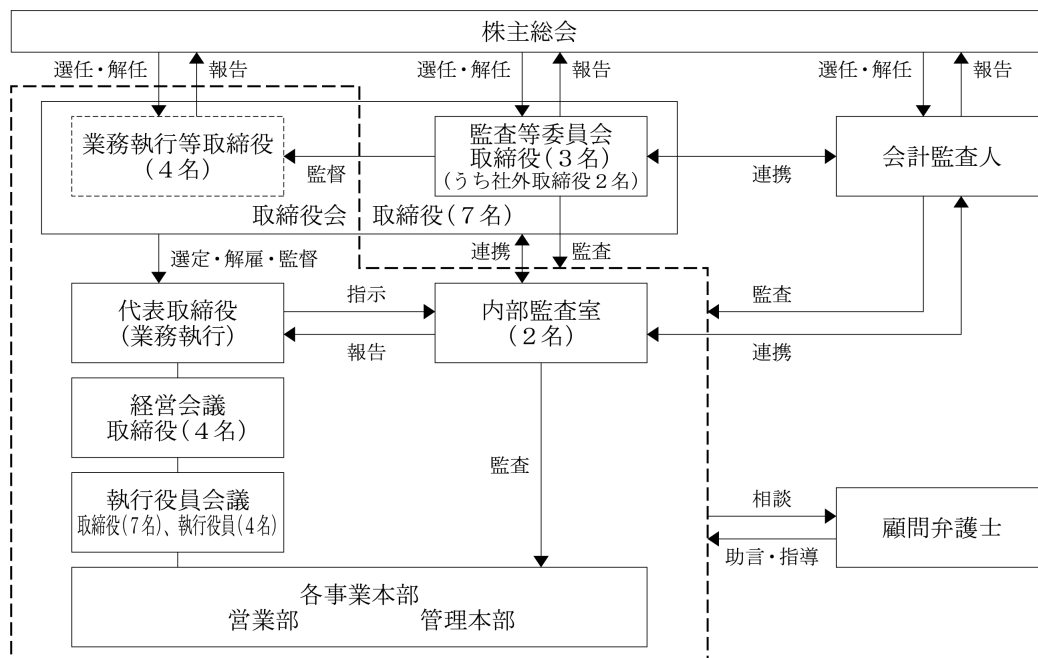 株主総会
選任・解任
報告
選任・解任
報告
選任・解任
報告
業務執行等取締役
(4名)
監督
監査等委員会
取締役(3名)
(うち社外取締役2名)
連携
会計監査人
取締役会
取締役(7名)
選定・解雇・監督
連携
監査
代表取締役
(業務執行)
指示
報告
内部監査室
(2名)
監査
連携
経営会議
取締役(4名)
監査
執行役員会議
取締役(7名)、執行役員(4名)
相談
助言・指導
顧問弁護士
各事業本部
営業部
管理本部